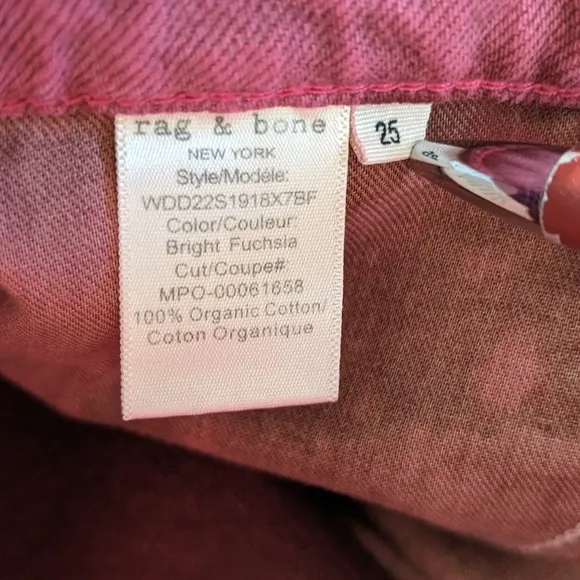 rag & bone
NEW YORK
Style/Modèle:
WDD22S1918X7BF
Color/Couleur:
Bright Fuchsia
Cut/Coupe#:
MPO-00061658
100% Organic Cotton/
Coton Organique
25